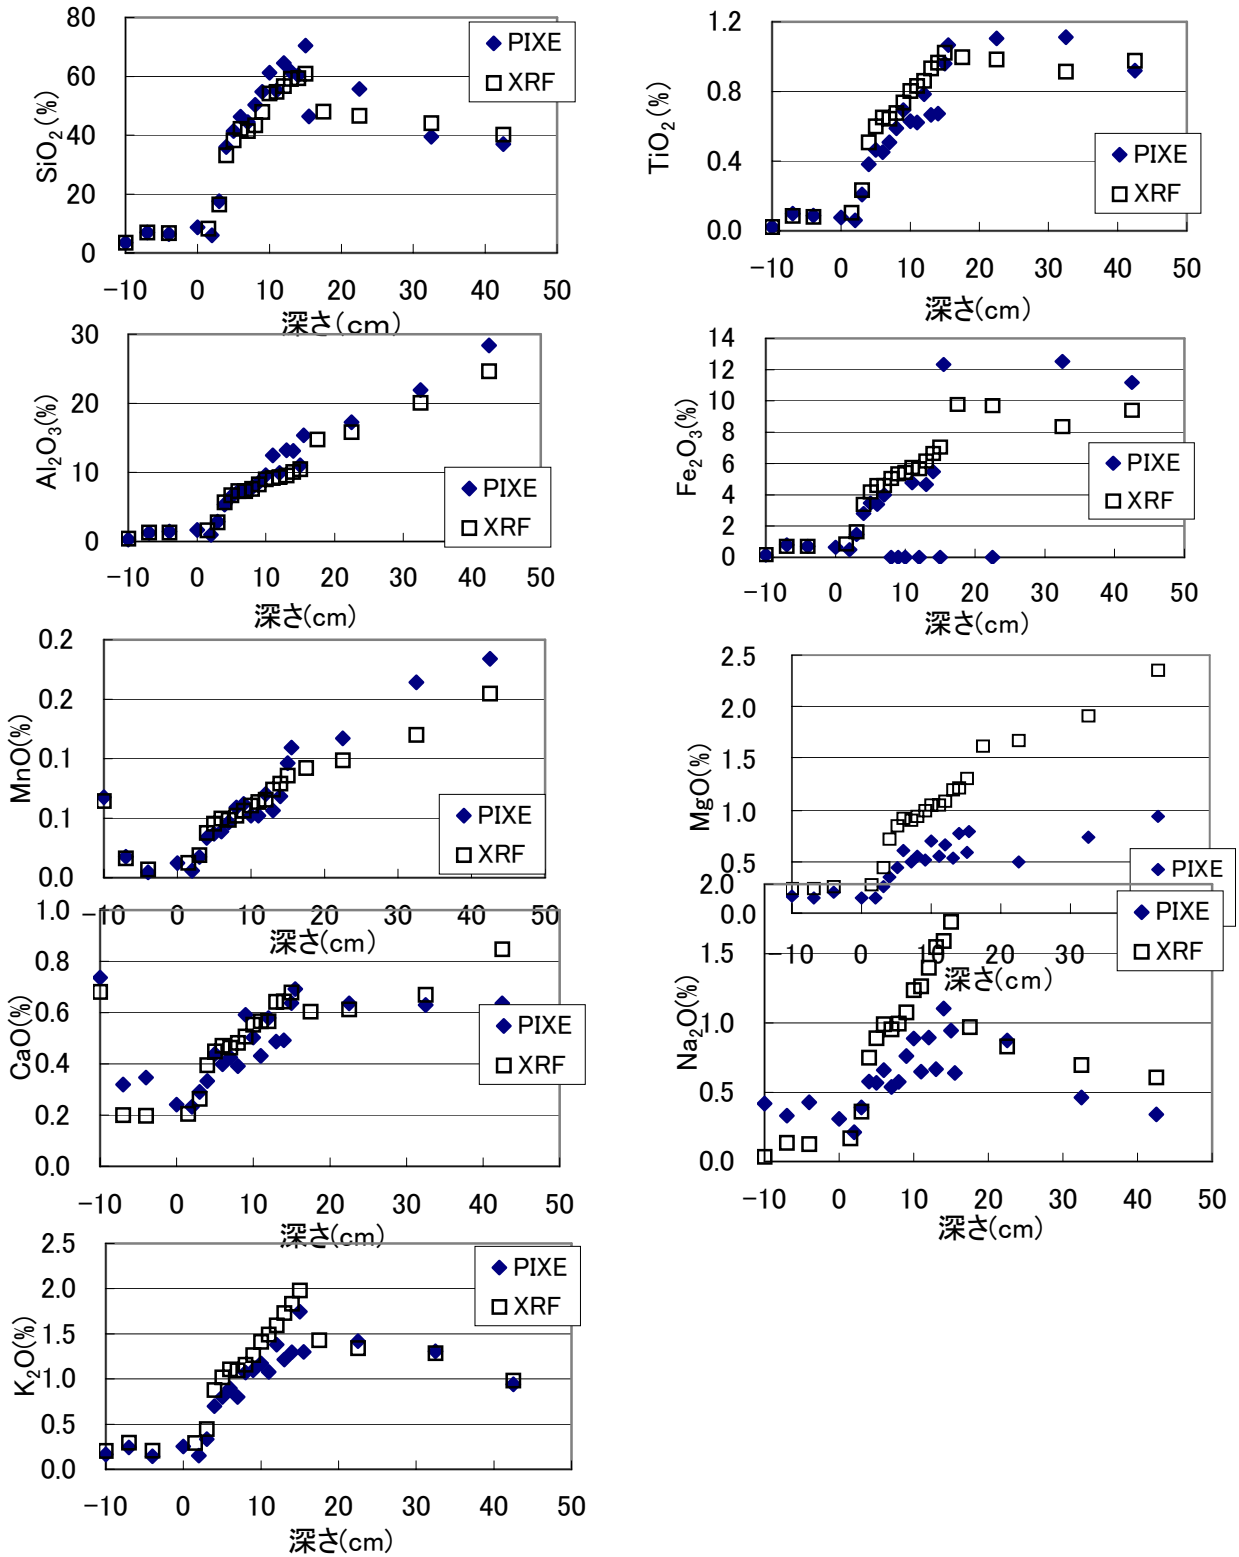 80
60
40
20
0
SiO2 (%)
PIXE
XRF
-10 0 10 20 30 40 50
深さ(cm)
1.2
0.8
0.4
0.0
TiO2 (%)
PIXE
XRF
-10 0 10 20 30 40 50
深さ(cm)
30
20
10
0
Al2O3(%)
PIXE
XRF
-10 0 10 20 30 40 50
深さ(cm)
14
12
10
8
6
4
2
0
Fe2O3(%)
PIXE
XRF
-10 0 10 20 30 40 50
深さ(cm)
0.2
0.2
0.1
0.1
0.0
MnO(%)
PIXE
XRF
-10 0 10 20 30 40 50
深さ(cm)
2.5
2.0
1.5
1.0
0.5
0.0
MgO(%)
PIXE
10 0 10 20 30
深さ(cm)
1.0
0.8
0.6
0.4
0.2
0.0
CaO(%)
PIXE
XRF
-10 0 10 20 30 40 50
深さ(cm)
2.0
1.5
1.0
0.5
0.0
Na2O(%)
PIXE
XRF
-10 0 10 20 30 40 50
深さ(cm)
2.5
2.0
1.5
1.0
0.5
0.0
K2O(%)
PIXE
XRF
-10 0 10 20 30 40 50
深さ(cm)